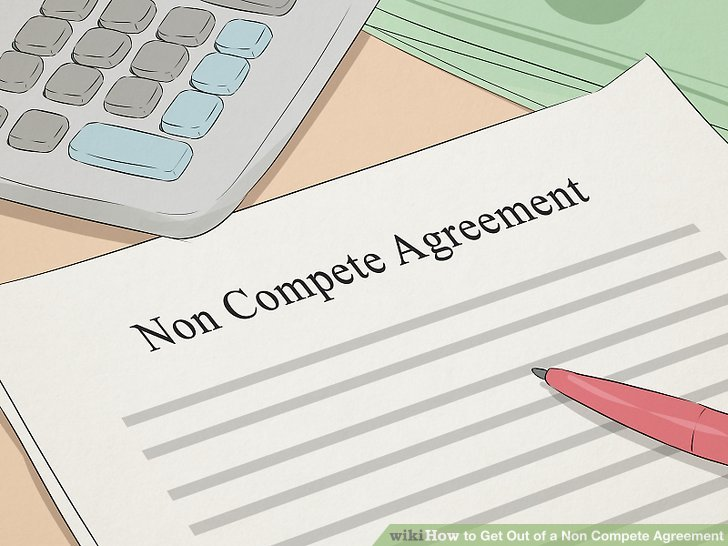 Non Compete Agreement
wikiHow to Get Out of a Non Compete Agreement